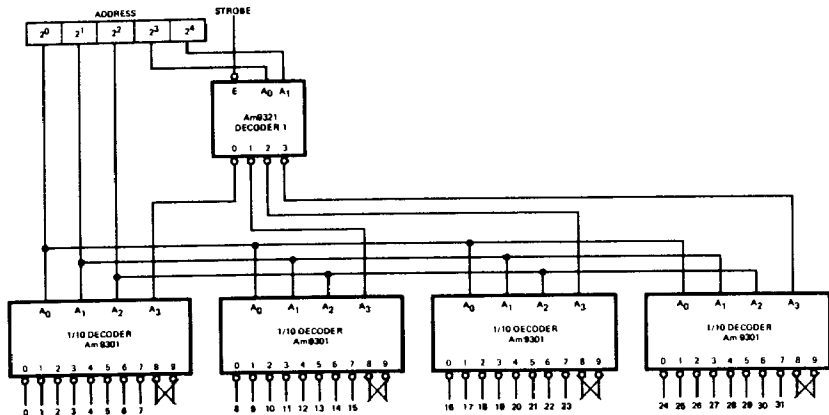 ADDRESS STROBE
2⁰ 2¹ 2² 2³ 2⁴
E A₀ A₁
Am9321
DECODER 1
0 1 2 3
A₀ A₁ A₂ A₃
1/10 DECODER
Am9301
0 1 2 3 4 5 6 7 8 9
0 1 2 3 4 5 6 7
A₀ A₁ A₂ A₃
1/10 DECODER
Am9301
0 1 2 3 4 5 6 7 8 9
8 9 10 11 12 13 14 15
A₀ A₁ A₂ A₃
1/10 DECODER
Am9301
0 1 2 3 4 5 6 7 8 9
16 17 18 19 20 21 22 23
A₀ A₁ A₂ A₃
1/10 DECODER
Am9301
0 1 2 3 4 5 6 7 8 9
24 25 26 27 28 29 30 31